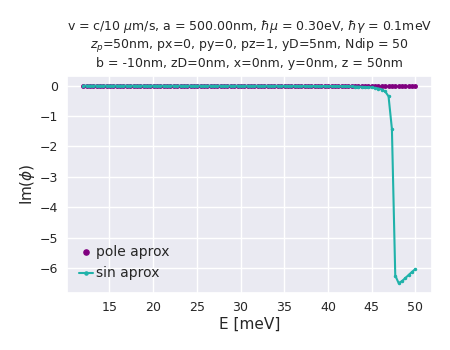 v = c/10 μm/s, a = 500.00nm, ℏμ = 0.30eV, ℏγ = 0.1meV
z_p=50nm, px=0, py=0, pz=1, yD=5nm, Ndip = 50
b = -10nm, zD=0nm, x=0nm, y=0nm, z = 50nm
0
−1
−2
−3
−4
−5
−6
Im(ϕ)
pole aprox
sin aprox
15 20 25 30 35 40 45 50
E [meV]